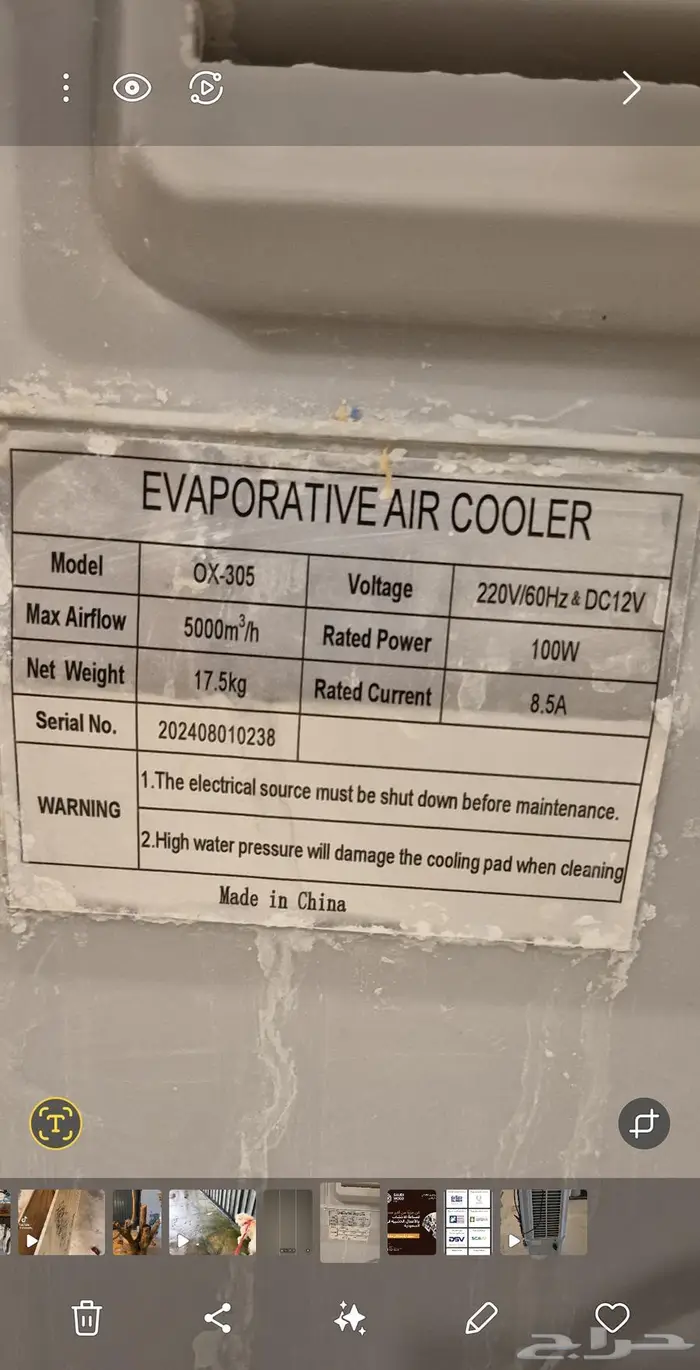 EVAPORATIVE AIR COOLER
Model OX-305 Voltage 220V/60Hz & DC12V
Max Airflow 5000m³/h Rated Power 100W
Net Weight 17.5kg Rated Current 8.5A
Serial No. 202408010238
WARNING
1.The electrical source must be shut down before maintenance.
2.High water pressure will damage the cooling pad when cleaning
Made in China
T
DSV
حراج